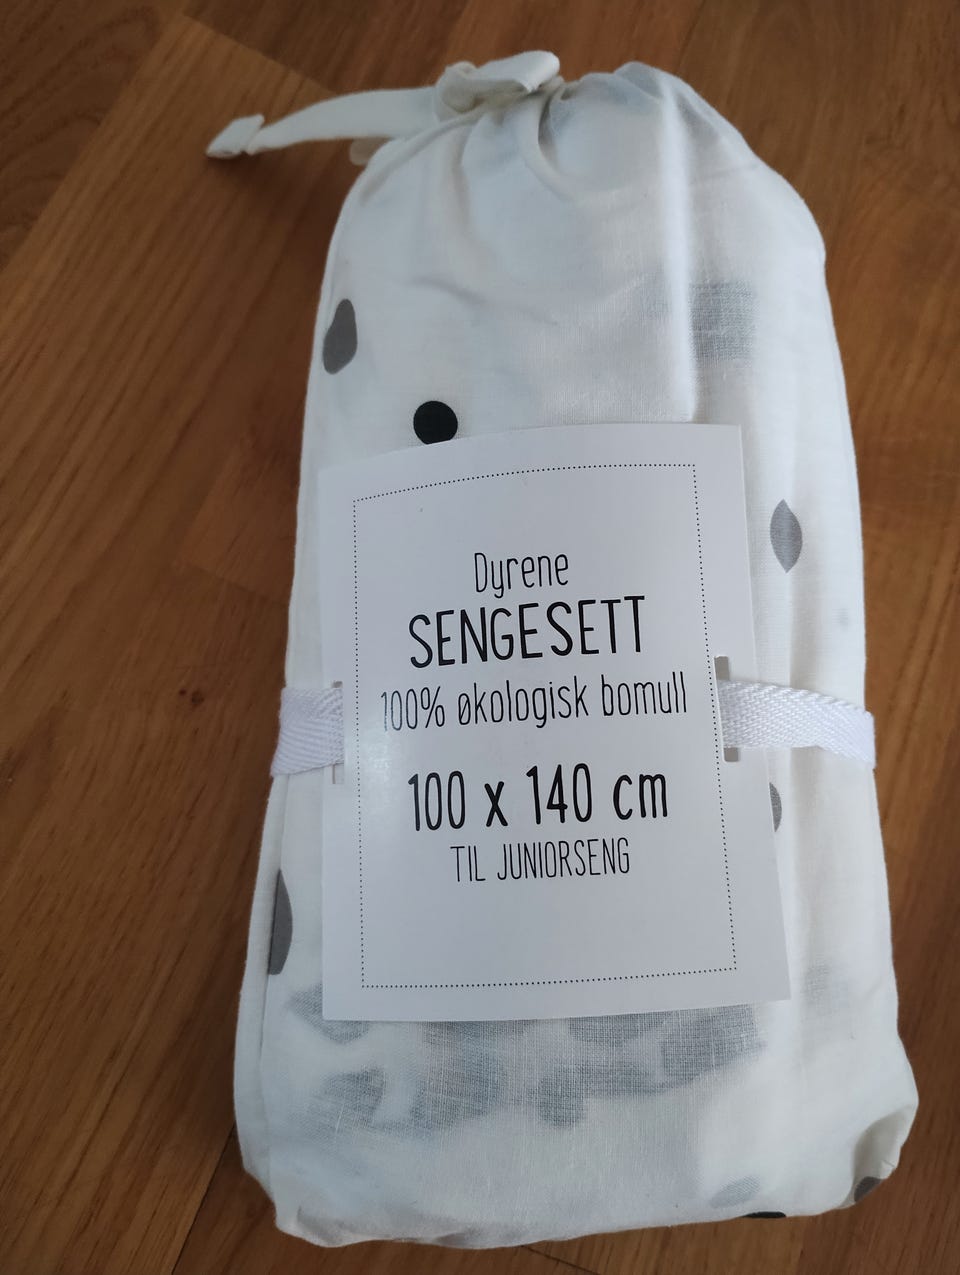 Dyrene
SENGESETT
100% økologisk bomull
100 x 140 cm
TIL JUNIORSENG